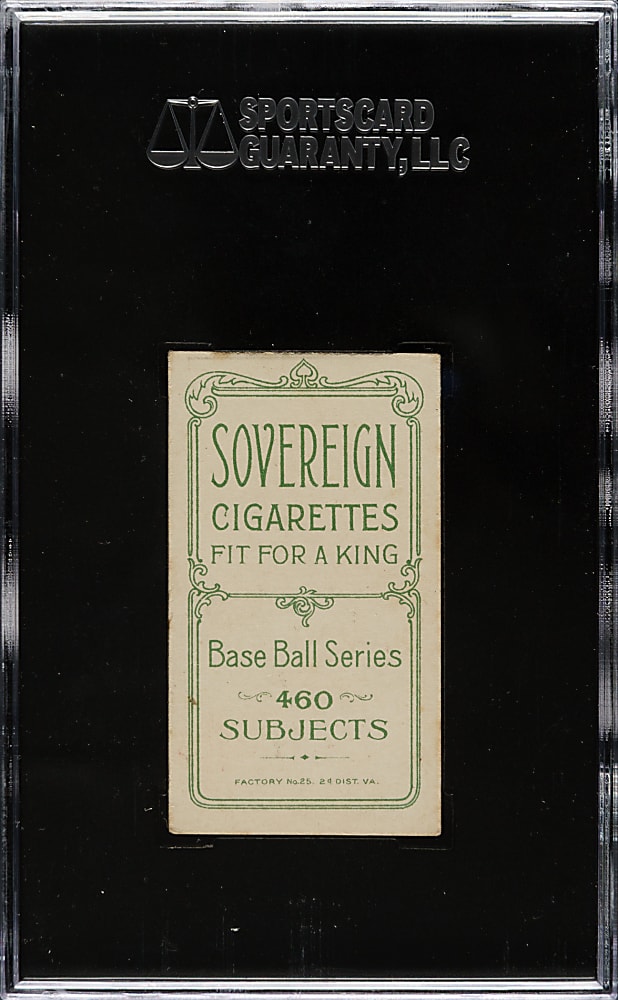 SPORTSCARD
GUARANTY, LLC
SOVEREIGN
CIGARETTES
FIT FOR A KING
Base Ball Series
460
SUBJECTS
FACTORY No. 25. 2d DIST. VA.